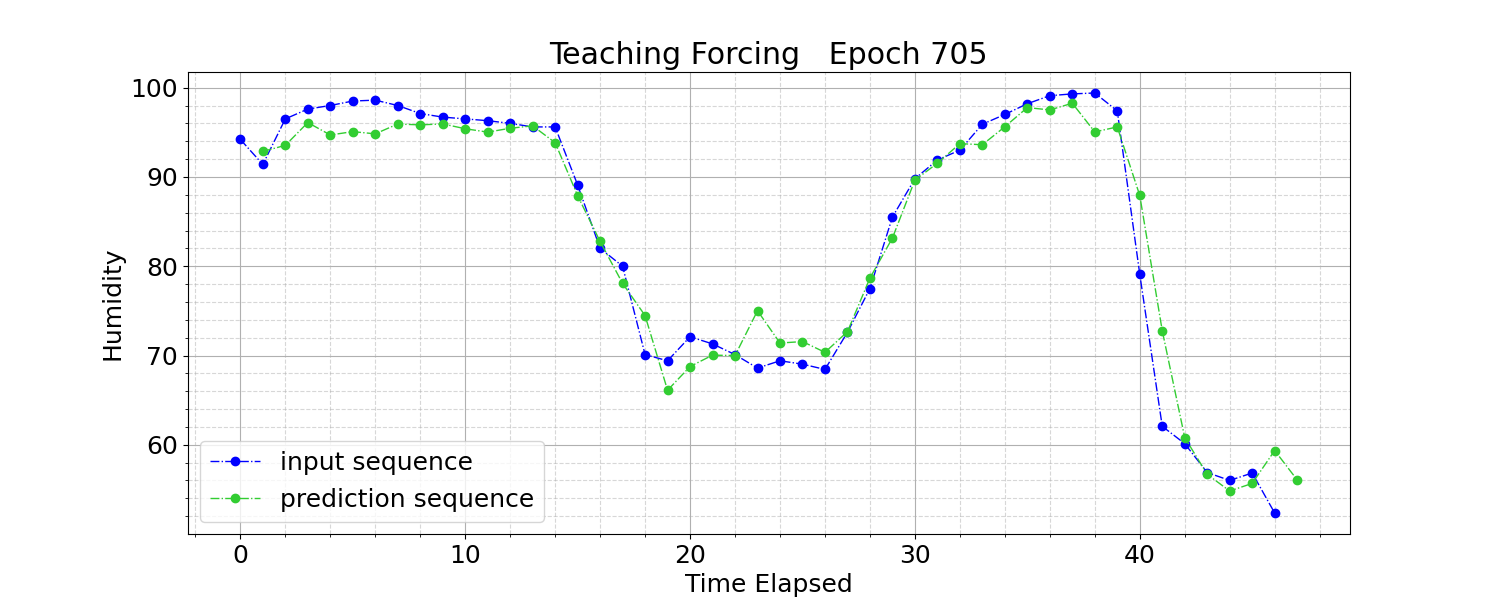 Teaching Forcing   Epoch 705
100
90
80
70
60
Humidity
input sequence
prediction sequence
0 10 20 30 40
Time Elapsed